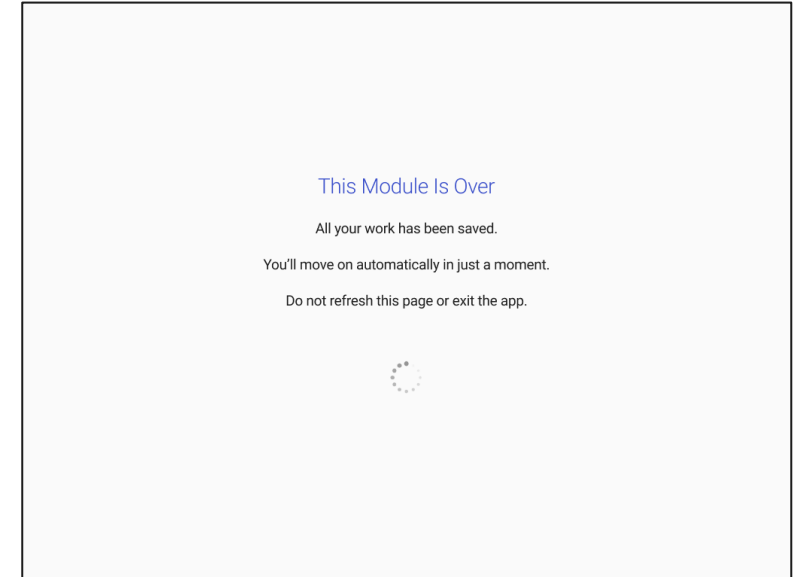 This Module Is Over
All your work has been saved.
You'll move on automatically in just a moment.
Do not refresh this page or exit the app.